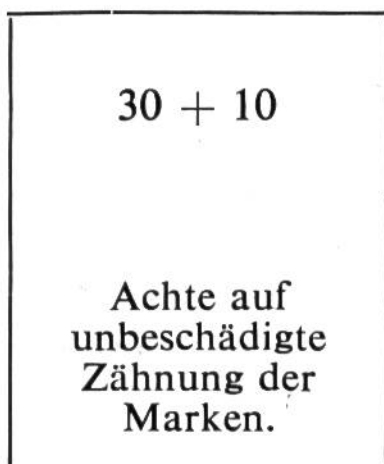 30 + 10
Achte auf
unbeschädigte
Zähnung der
Marken.